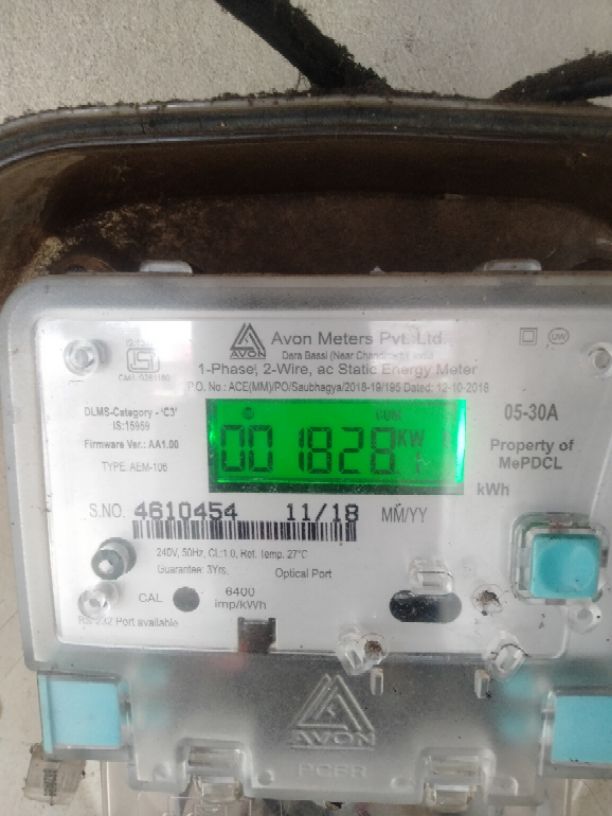 AVON
Avon Meters Pvt. Ltd.
Dera Bassi (Near Chandigarh) India
1-Phase, 2-Wire, ac Static Energy Meter
P.O. No.: ACE(MM)/PO/Saubhagya/2018-19/195 Dated: 12-10-2018
DLMS-Category - 'C3'
IS:15959
Firmware Ver.: AA1.00
TYPE: AEM-106
CUM
001828 KW
05-30A
Property of
MePDCL
kWh
S.NO. 4610454 11/18 MM/YY
240V, 50Hz, CL:1.0, Ref. temp. 27°C
Guarantee: 3Yrs.
Optical Port
CAL
6400
imp/kWh
RS 232 Port available
AVON